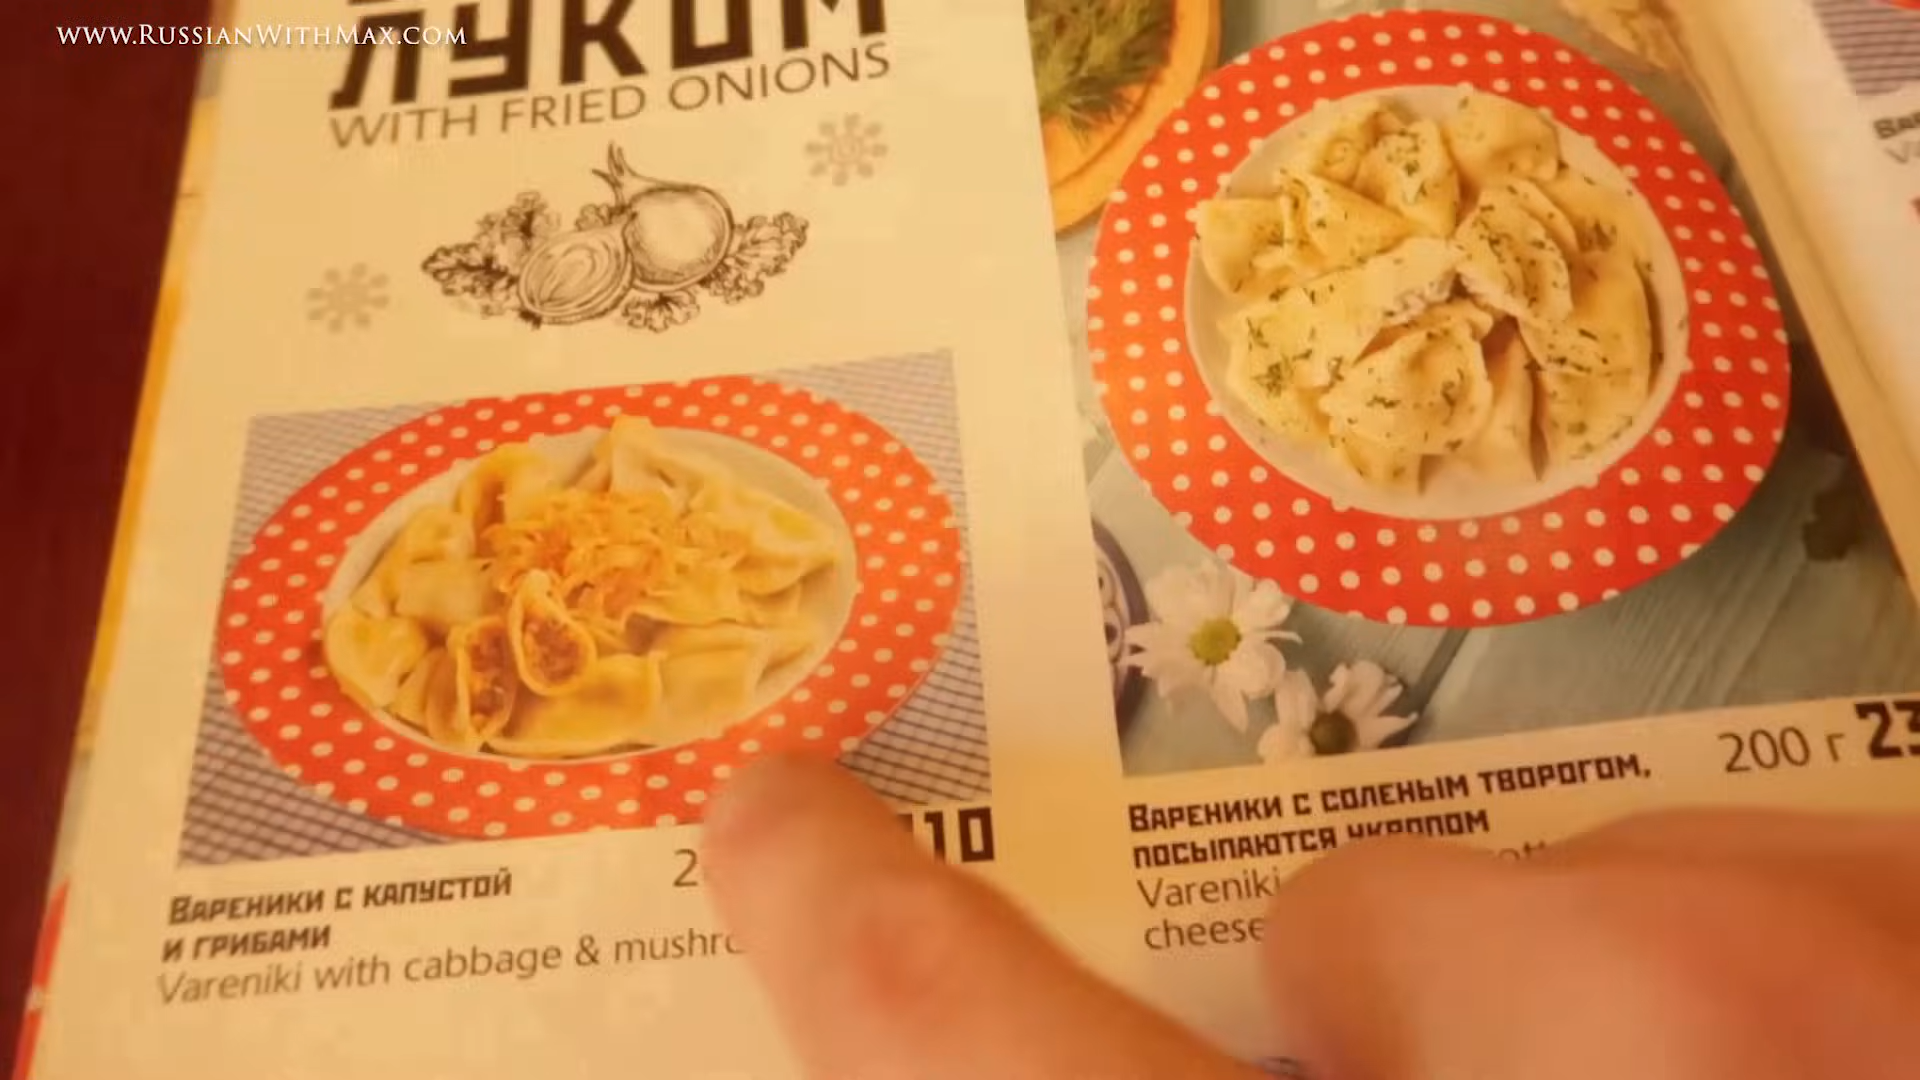 www.RussianWithMax.com
ЛУКОМ
WITH FRIED ONIONS
Вареники с капустой
и грибами
Vareniki with cabbage &
10
Вареники с соленым творогом,
посыпаются укропом
Vareniki
cheese
200 г